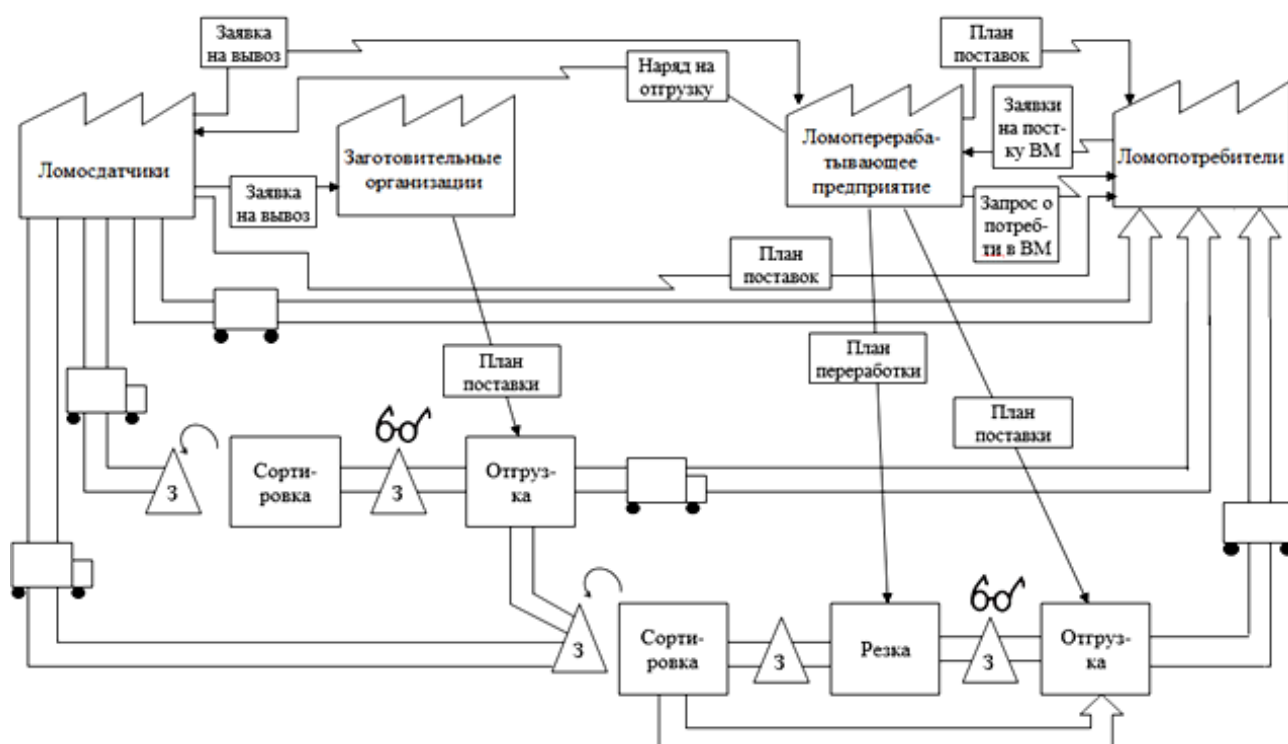 Заявка
на вывоз
План
поставок
Наряд на
отгрузку
Заявки
на пост-
ку ВМ
Ломосдатчики
Заготовительные
организации
Ломоперераба-
тывающее
предприятие
Ломопотребители
Заявка
на вывоз
Запрос о
потреб-
ти в ВМ
План
поставок
План
поставки
План
переработки
План
поставки
З
Сорти-
ровка
З
Отгруз-
ка
З
Сорти-
ровка
З
Резка
З
Отгруз-
ка